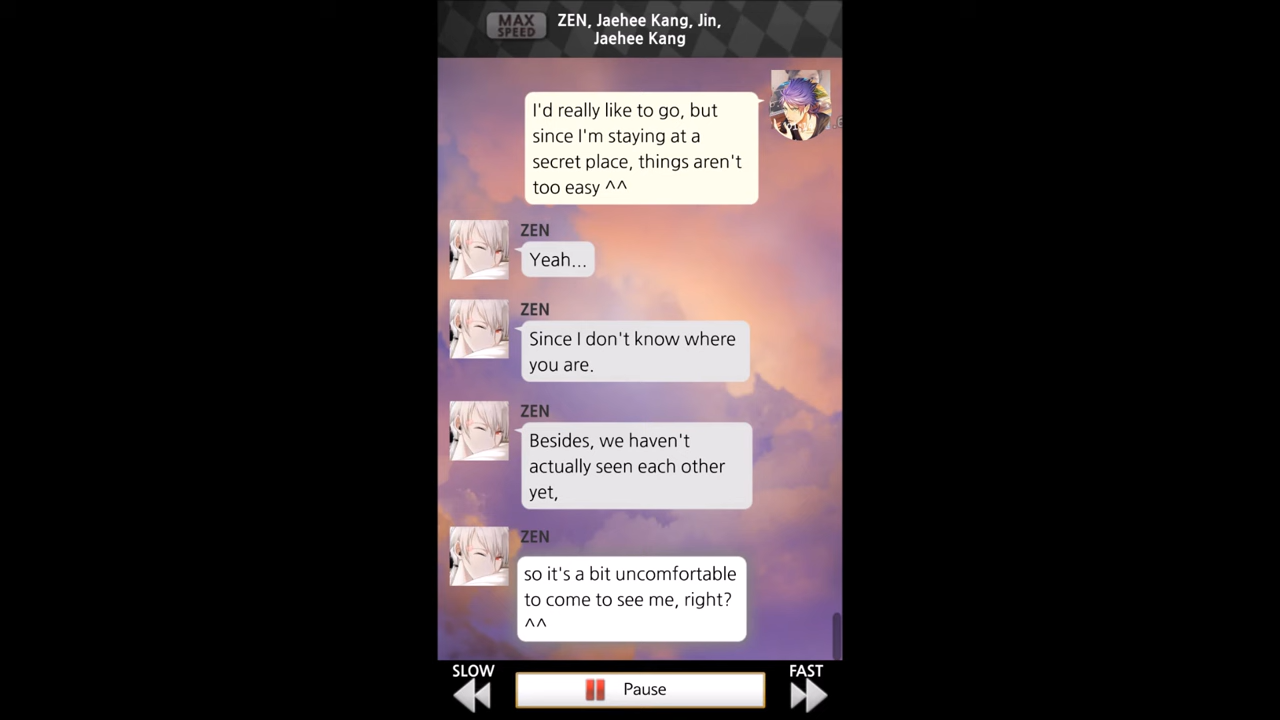 MAX
SPEED
ZEN, Jaehee Kang, Jin,
Jaehee Kang
I'd really like to go, but
since I'm staying at a
secret place, things aren't
too easy ^^
ZEN
Yeah...
ZEN
Since I don't know where
you are.
ZEN
Besides, we haven't
actually seen each other
yet,
ZEN
so it's a bit uncomfortable
to come to see me, right?
^^
SLOW
Pause
FAST